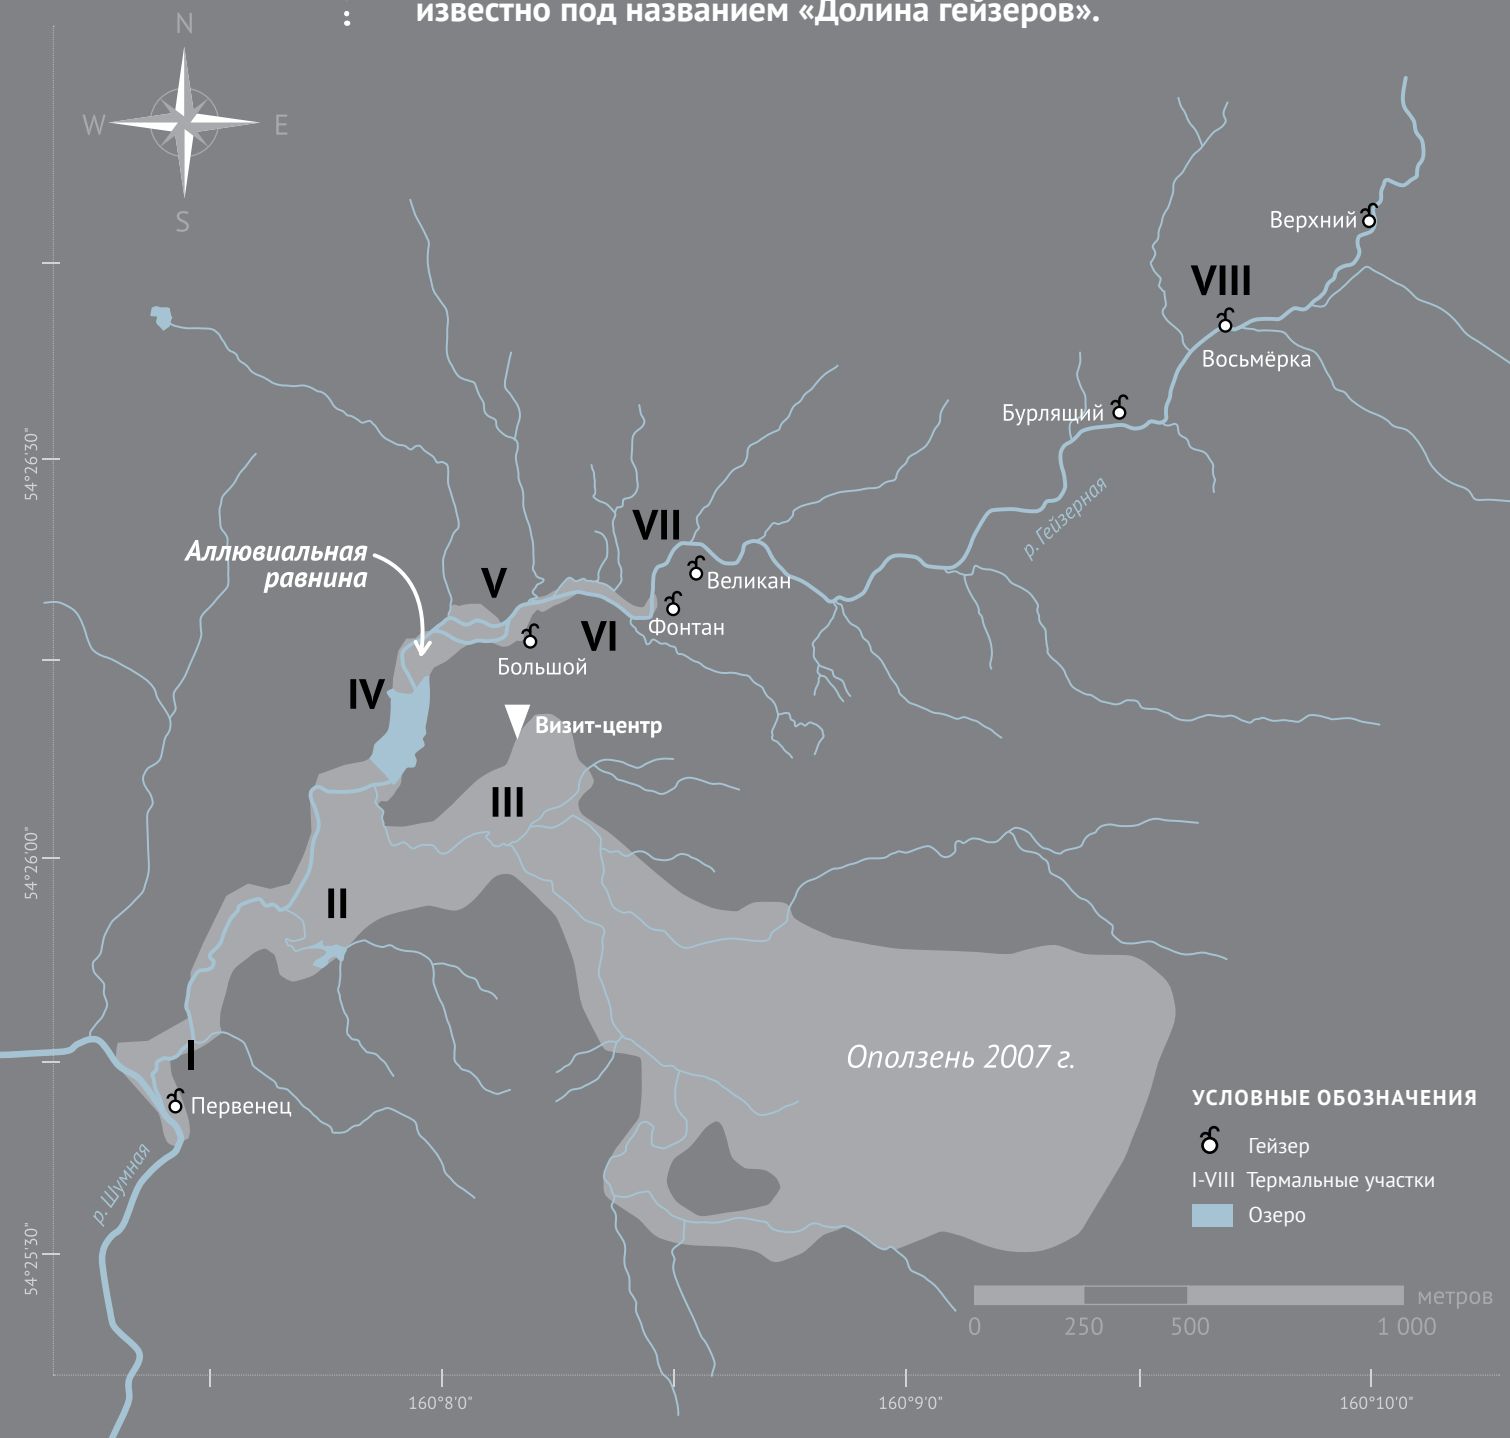 известно под названием «Долина гейзеров».
:
N
W
E
S
Верхний
VIII
Восьмёрка
Бурлящий
54°26'30"
р. Гейзерная
VII
Аллювиальная
равнина
V
Великан
Фонтан
VI
Большой
IV
Визит-центр
III
54°26'00"
II
I
Оползень 2007 г.
Первенец
р. Шумная
УСЛОВНЫЕ ОБОЗНАЧЕНИЯ
Гейзер
I-VIII Термальные участки
Озеро
54°25'30"
метров
0 250 500 1 000
160°8'0" 160°9'0" 160°10'0"